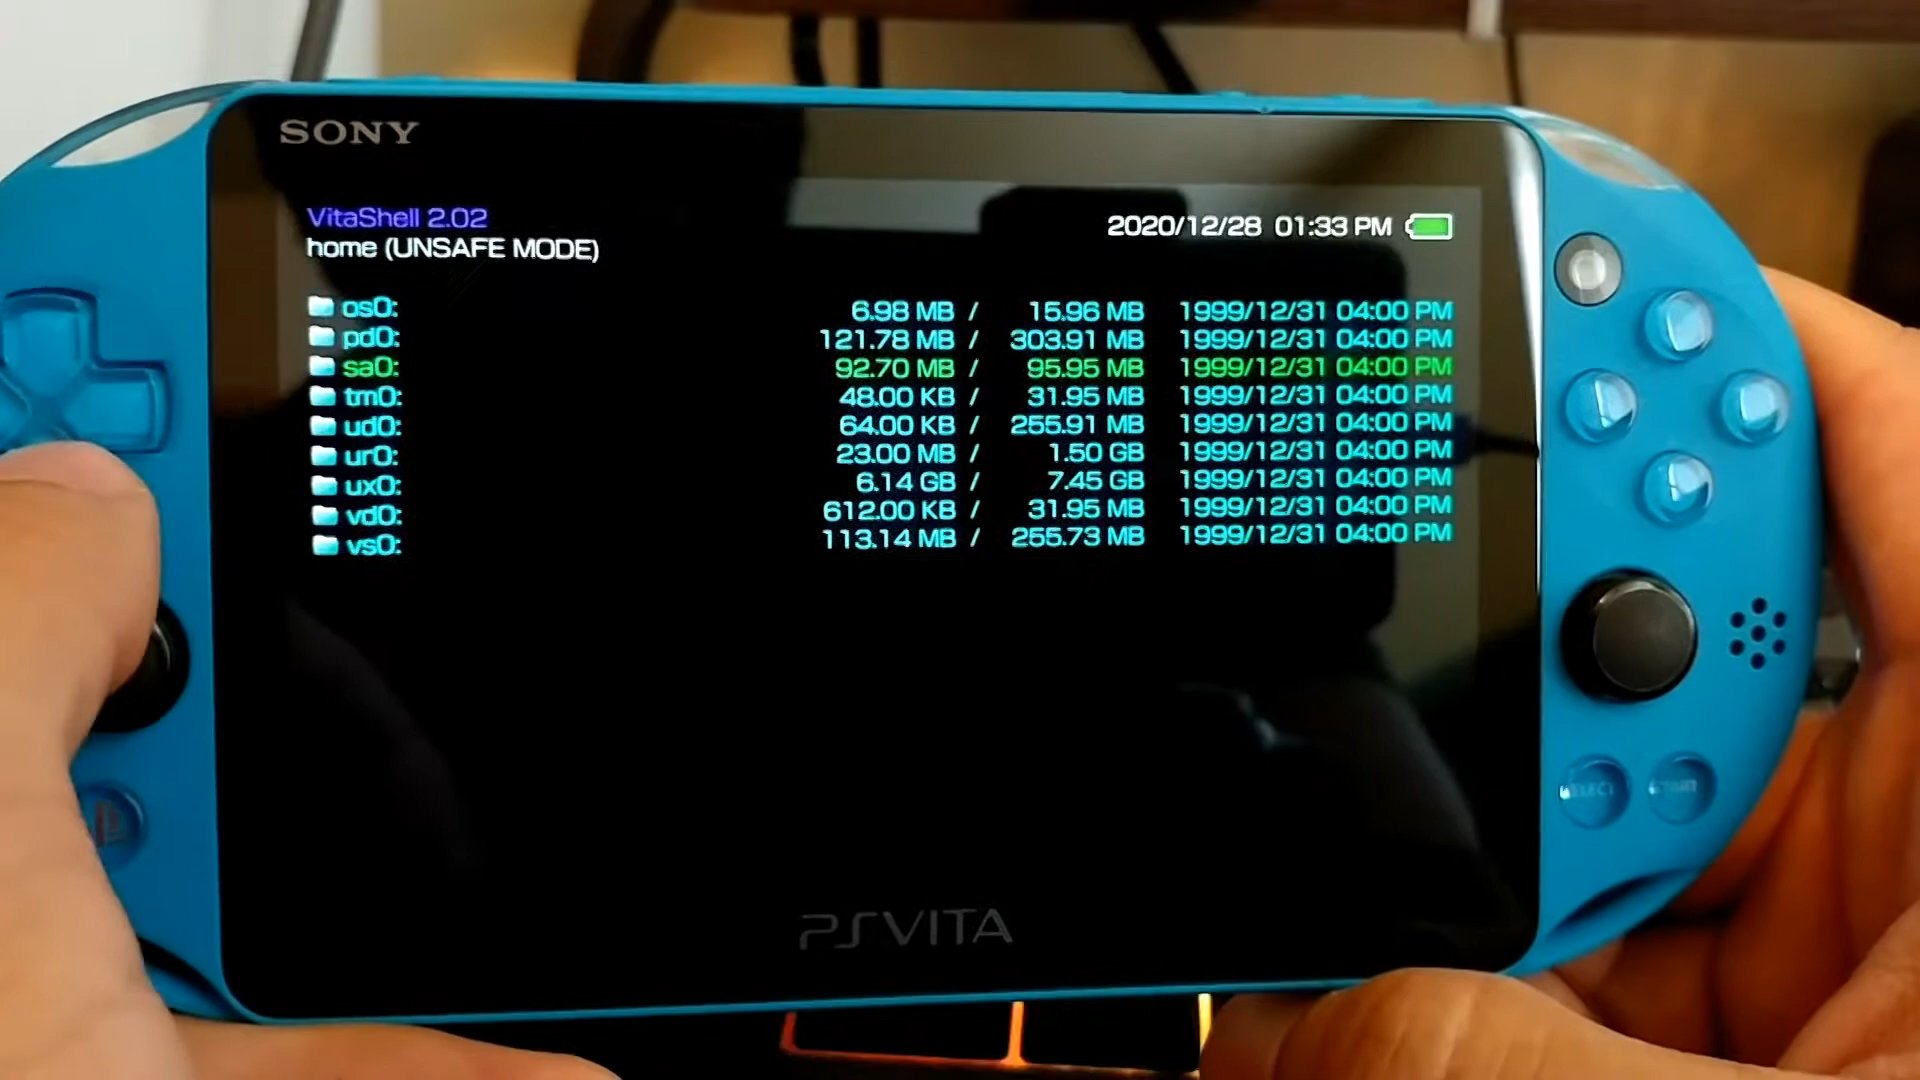 SONY
VitaShell 2.02
2020/12/28 01:33 PM
home (UNSAFE MODE)
os0: 6.98 MB / 15.96 MB 1999/12/31 04:00 PM
pd0: 121.78 MB / 303.91 MB 1999/12/31 04:00 PM
sa0: 92.70 MB / 95.95 MB 1999/12/31 04:00 PM
tm0: 48.00 KB / 31.95 MB 1999/12/31 04:00 PM
ud0: 64.00 KB / 255.91 MB 1999/12/31 04:00 PM
ur0: 23.00 MB / 1.50 GB 1999/12/31 04:00 PM
ux0: 6.14 GB / 7.45 GB 1999/12/31 04:00 PM
vd0: 612.00 KB / 31.95 MB 1999/12/31 04:00 PM
vs0: 113.14 MB / 255.73 MB 1999/12/31 04:00 PM
SELECT START
PSVITA